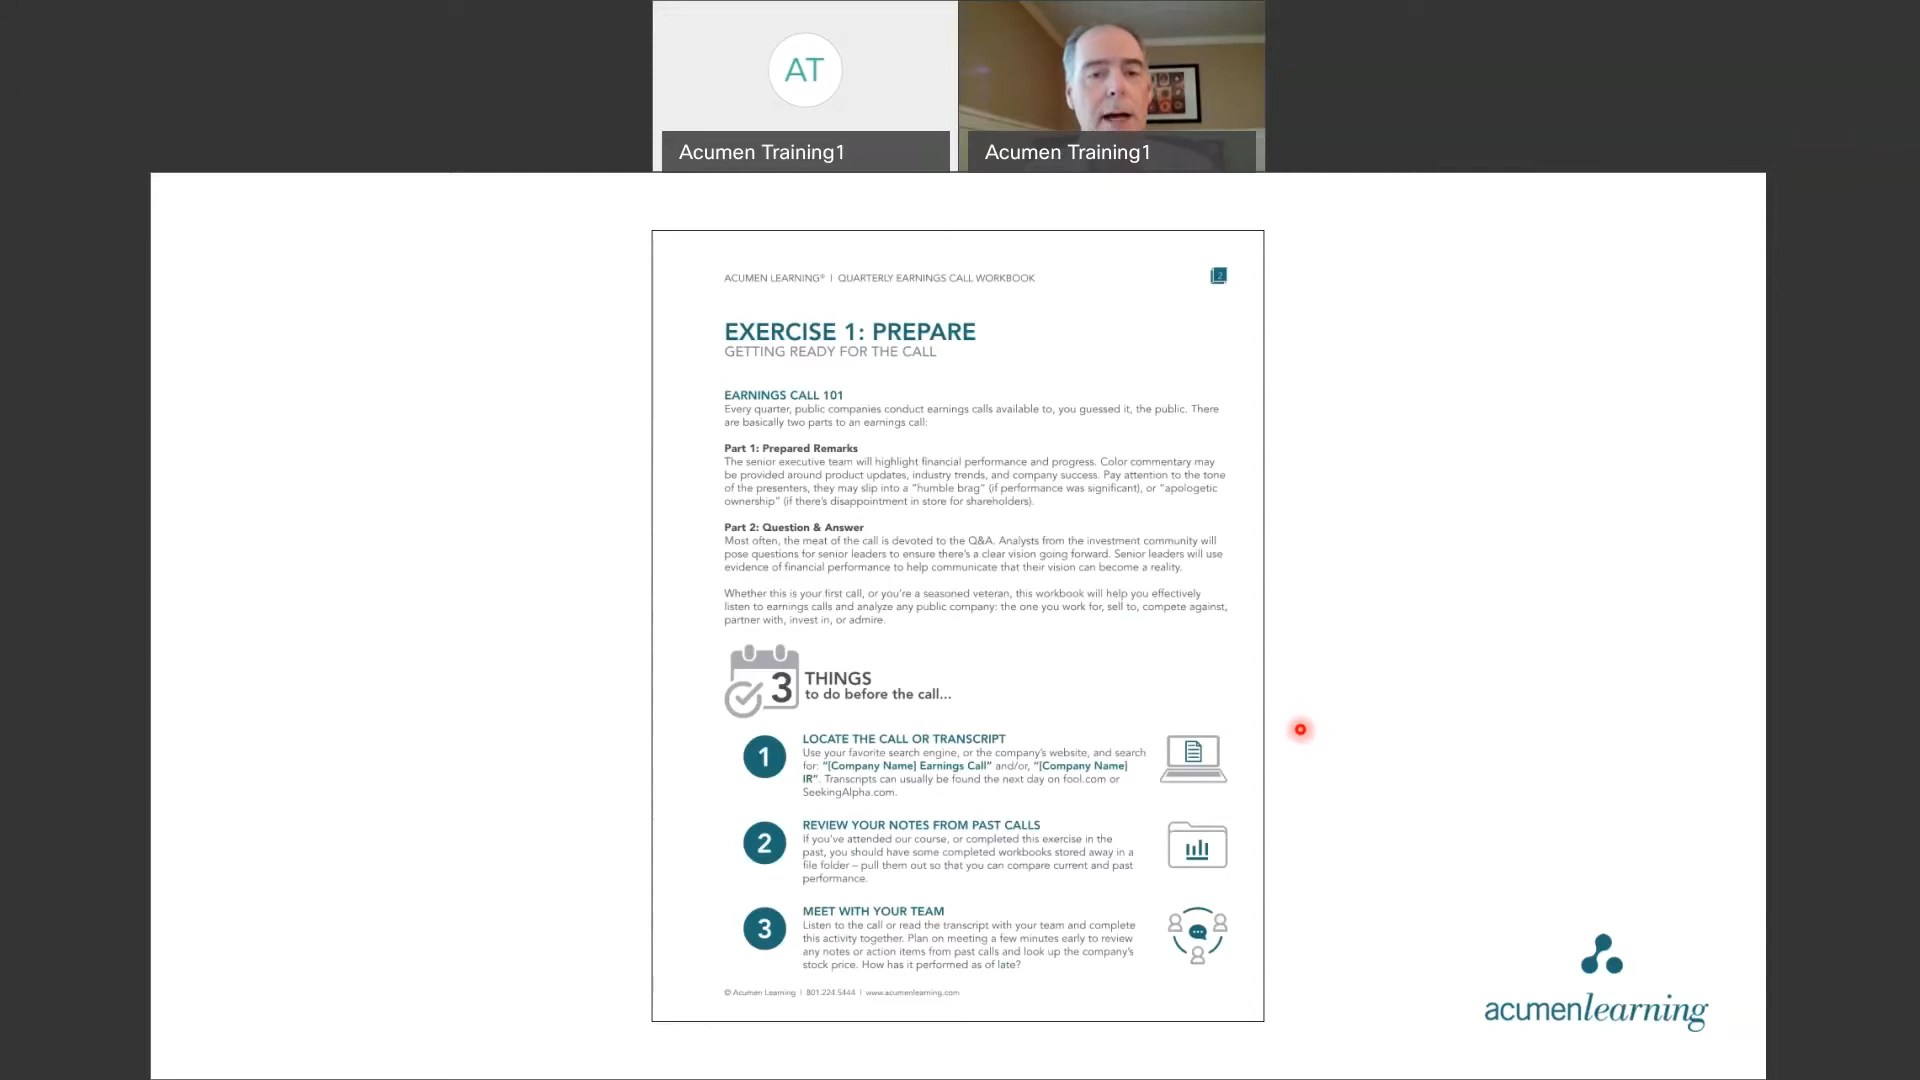 AT
Acumen Training1
Acumen Training1
ACUMEN LEARNING® | QUARTERLY EARNINGS CALL WORKBOOK
2
EXERCISE 1: PREPARE
GETTING READY FOR THE CALL
EARNINGS CALL 101
Every quarter, public companies conduct earnings calls available to, you guessed it, the public. There
are basically two parts to an earnings call:
Part 1: Prepared Remarks
The senior executive team will highlight financial performance and progress. Color commentary may
be provided around product updates, industry trends, and company success. Pay attention to the tone
of the presenters, they may slip into a “humble brag” (if performance was significant), or “apologetic
ownership” (if there’s disappointment in store for shareholders).
Part 2: Question & Answer
Most often, the meat of the call is devoted to the Q&A. Analysts from the investment community will
pose questions for senior leaders to ensure there’s a clear vision going forward. Senior leaders will use
evidence of financial performance to help communicate that their vision can become a reality.
Whether this is your first call, or you’re a seasoned veteran, this workbook will help you effectively
listen to earnings calls and analyze any public company: the one you work for, sell to, compete against,
partner with, invest in, or admire.
3 THINGS
to do before the call...
1
LOCATE THE CALL OR TRANSCRIPT
Use your favorite search engine, or the company’s website, and search
for: “[Company Name] Earnings Call” and/or, “[Company Name]
IR”. Transcripts can usually be found the next day on fool.com or
SeekingAlpha.com.
2
REVIEW YOUR NOTES FROM PAST CALLS
If you’ve attended our course, or completed this exercise in the
past, you should have some completed workbooks stored away in a
file folder – pull them out so that you can compare current and past
performance.
3
MEET WITH YOUR TEAM
Listen to the call or read the transcript with your team and complete
this activity together. Plan on meeting a few minutes early to review
any notes or action items from past calls and look up the company’s
stock price. How has it performed as of late?
© Acumen Learning | 801.224.5444 | www.acumenlearning.com
acumenlearning